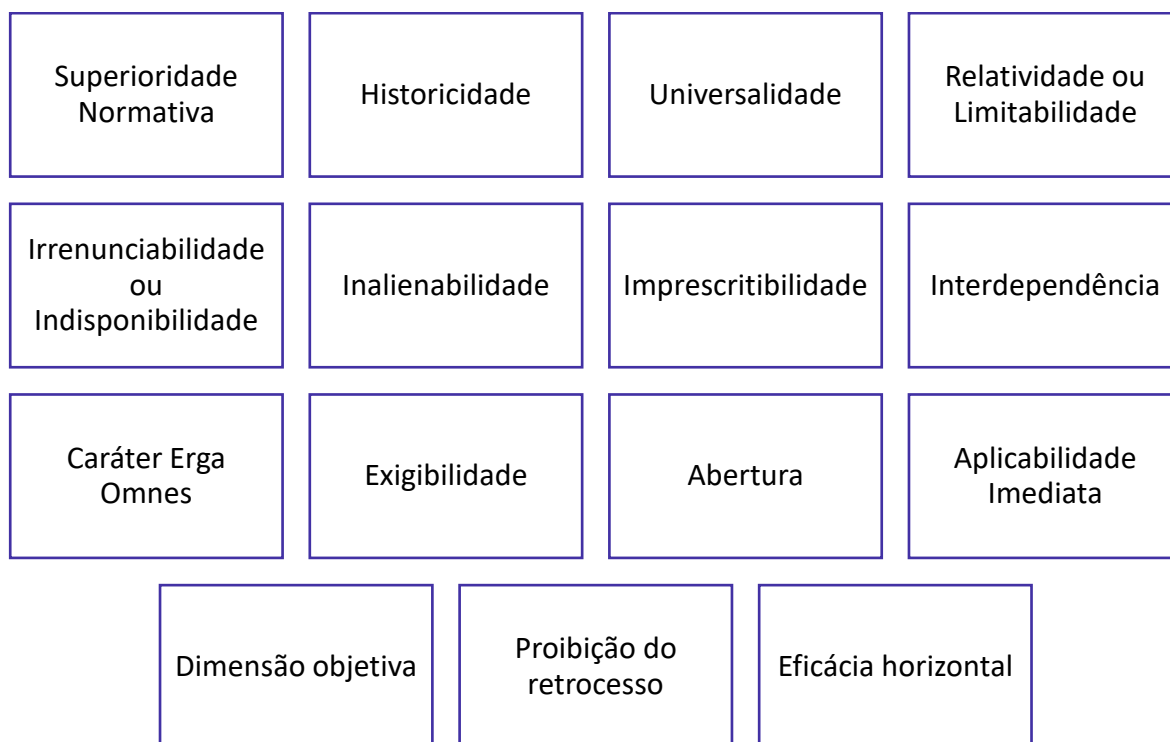 Superioridade
Normativa
Historicidade
Universalidade
Relatividade ou
Limitabilidade
Irrenunciabilidade
ou
Indisponibilidade
Inalienabilidade
Imprescritibilidade
Interdependência
Caráter Erga
Omnes
Exigibilidade
Abertura
Aplicabilidade
Imediata
Dimensão objetiva
Proibição do
retrocesso
Eficácia horizontal